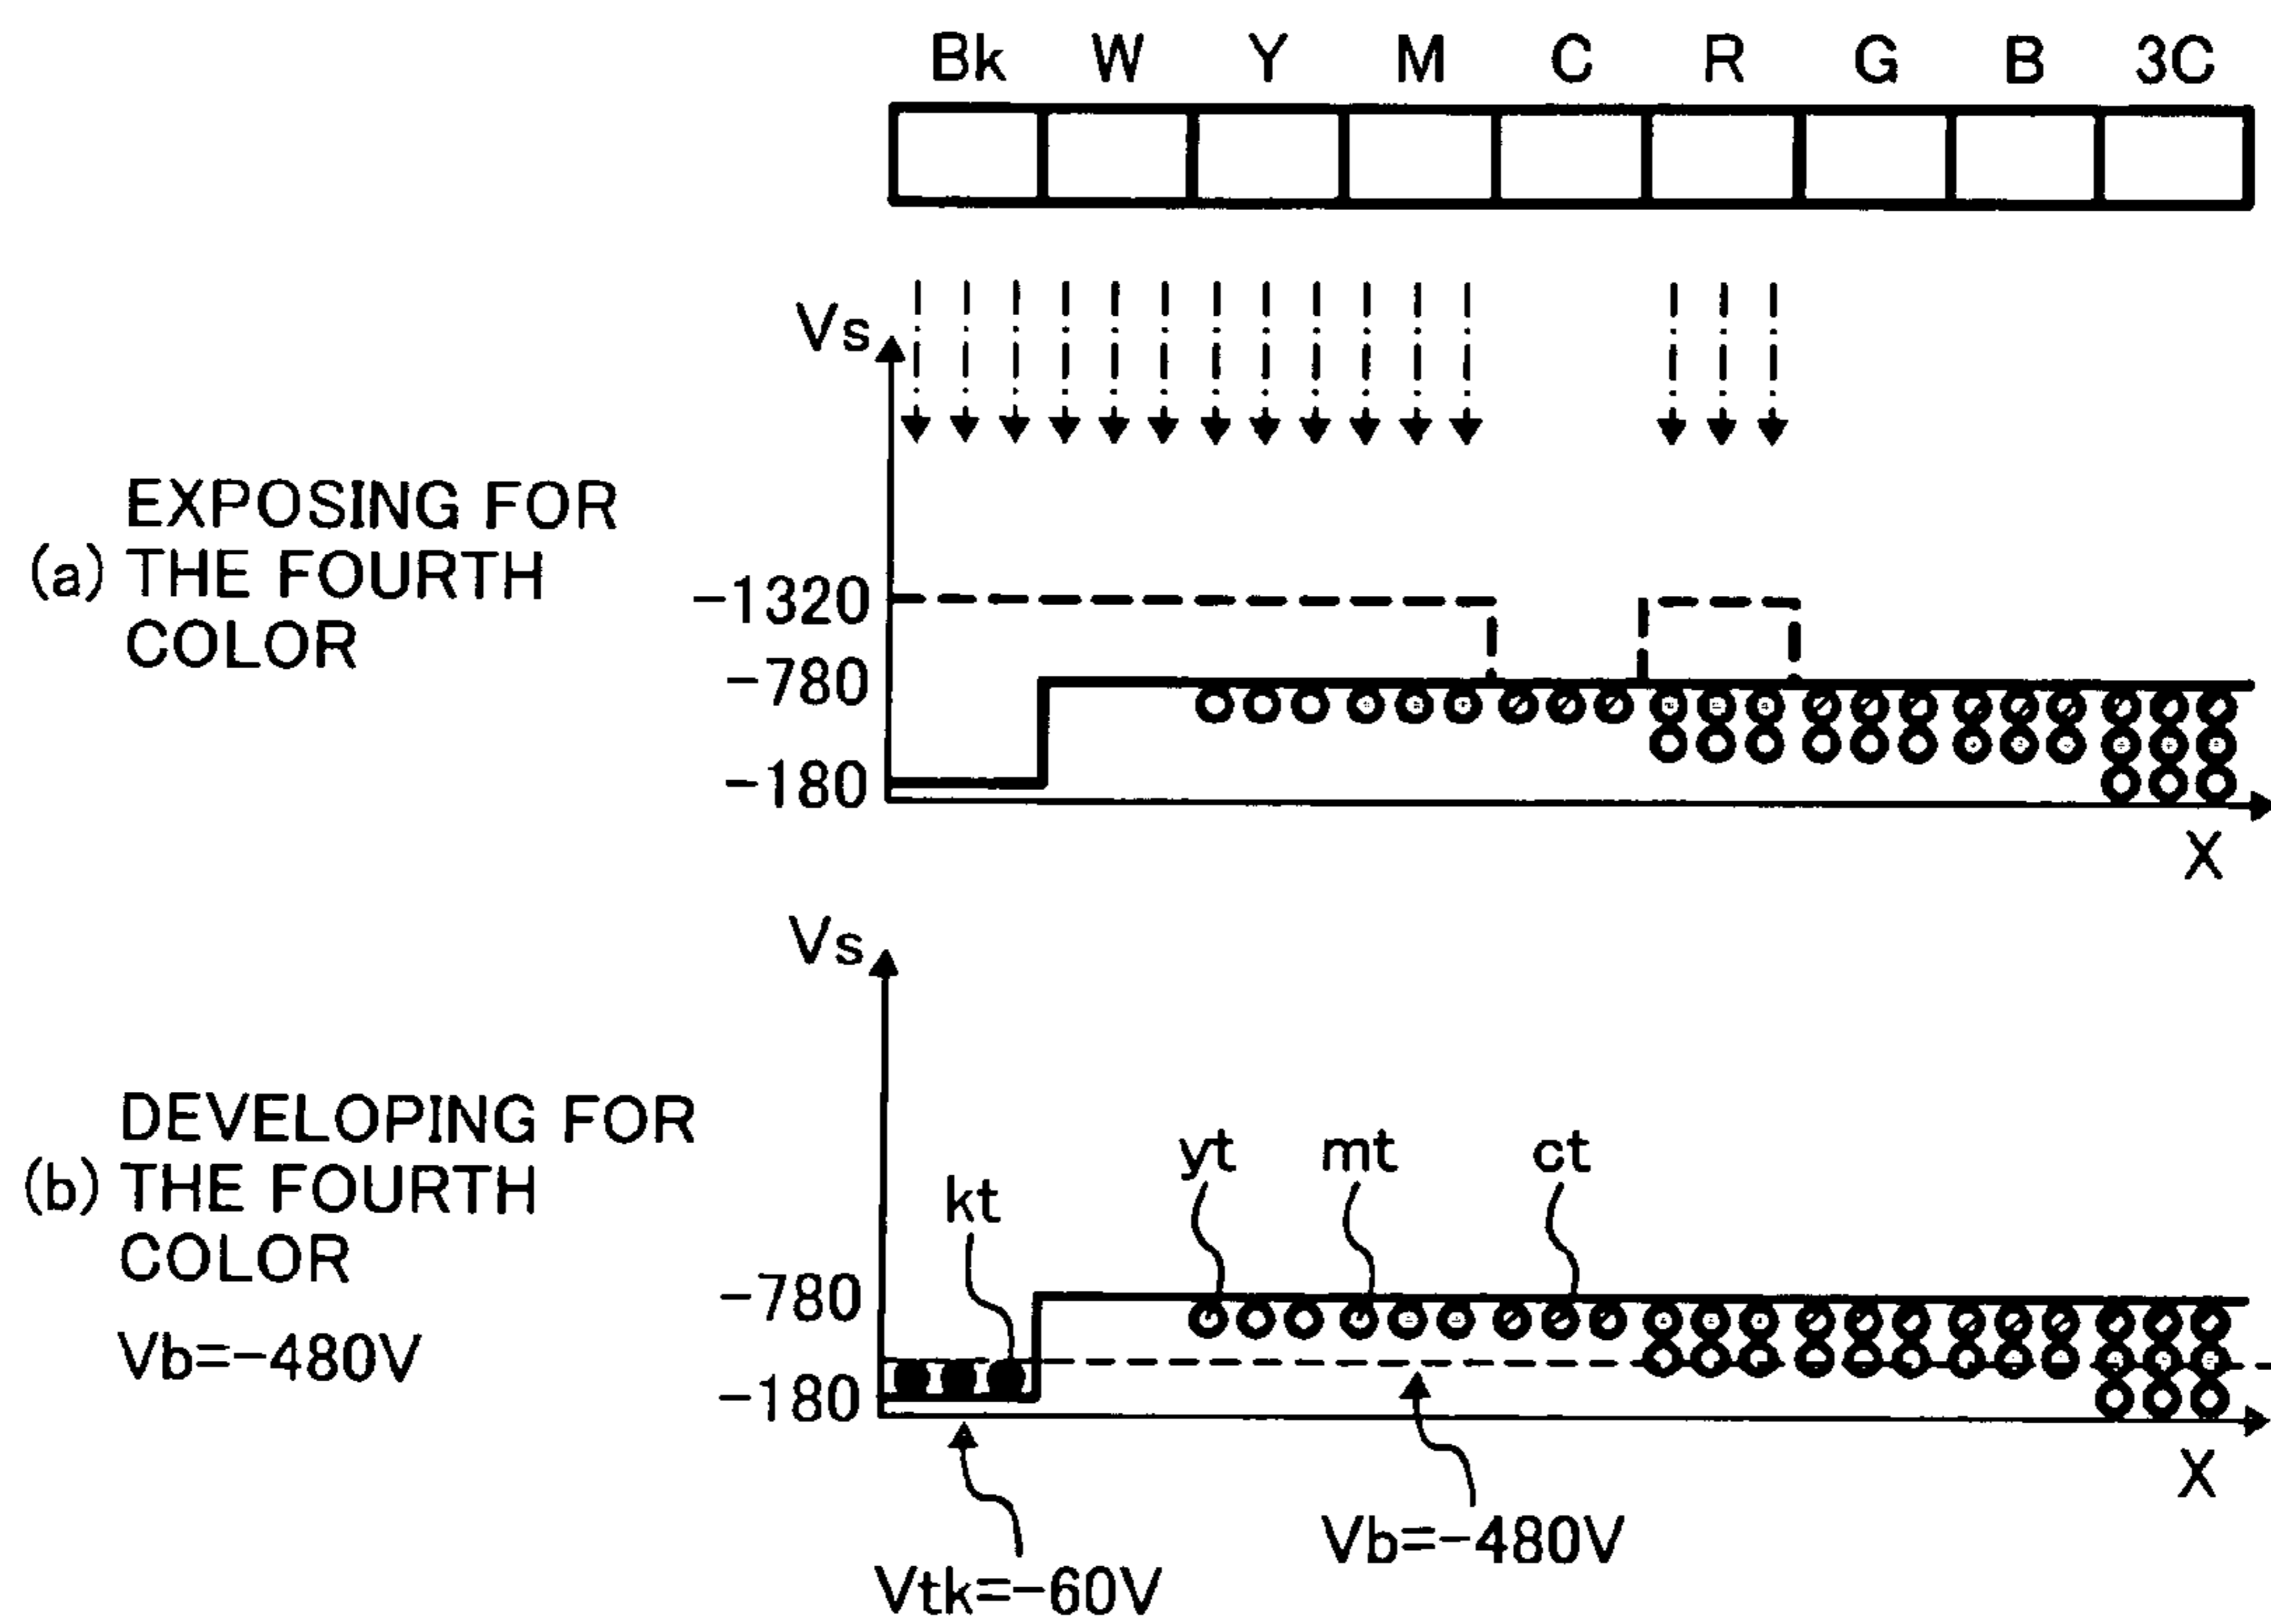 Bk W Y M C R G B 3C
Vs
(a) EXPOSING FOR
THE FOURTH
COLOR
-1320
-780
-180
X
Vs
(b) DEVELOPING FOR
THE FOURTH
COLOR
Vb=-480V
kt
yt mt ct
-780
-180
X
Vtk=-60V
Vb=-480V